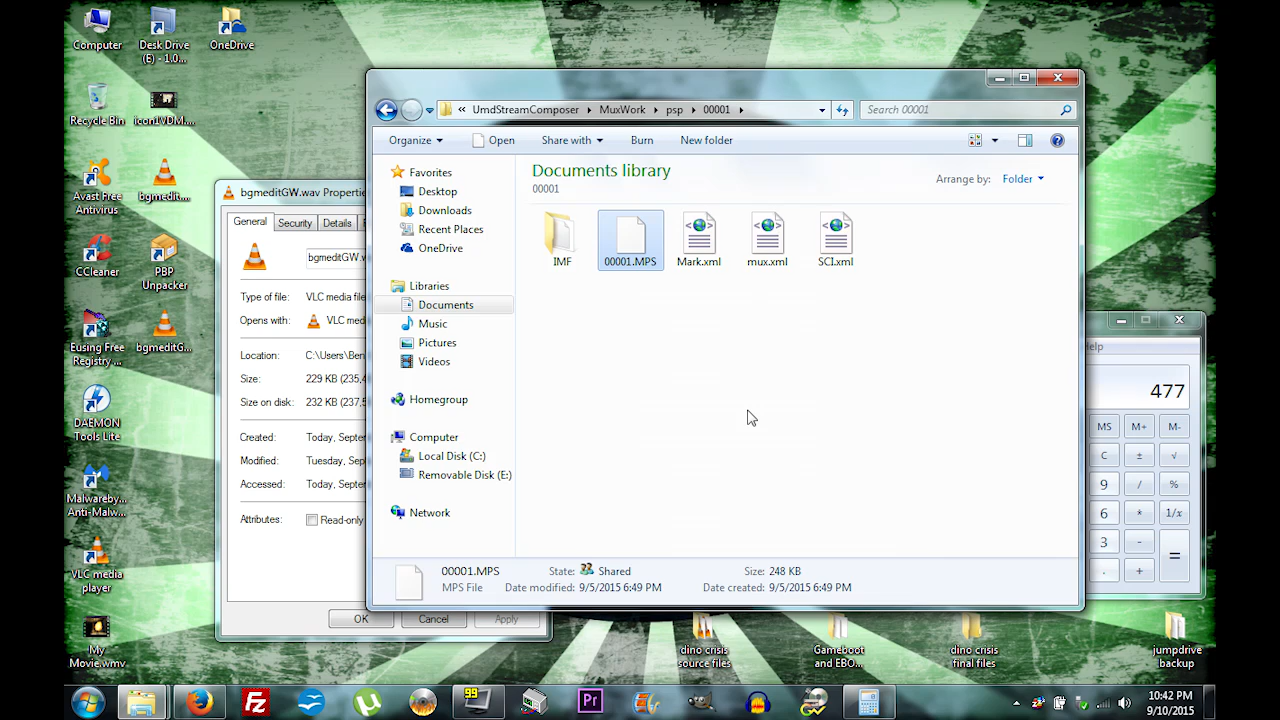 Computer
Desk Drive
(E) - 1.0...
OneDrive
Recycle Bin
icon1VDM....
Avast Free
Antivirus
bgmedit...
CCleaner
PBP
Unpacker
Eusing Free
Registry ...
bgmeditG...
DAEMON
Tools Lite
Malwareby...
Anti-Malw...
VLC media
player
My
Movie.wmv
bgmeditGW.wav Properties
General
Security
Details
bgmeditGW.w
Type of file:
VLC media file
Opens with:
VLC med
Location:
C:\Users\Ben
Size:
229 KB (235,4
Size on disk:
232 KB (237,5
Created:
Today, Septem
Modified:
Tuesday, Sep
Accessed:
Today, Septem
Attributes:
Read-only
OK
Cancel
Apply
« UmdStreamComposer
MuxWork
psp
00001
Search 00001
Organize
Open
Share with
Burn
New folder
Favorites
Desktop
Downloads
Recent Places
OneDrive
Libraries
Documents
Music
Pictures
Videos
Homegroup
Computer
Local Disk (C:)
Removable Disk (E:)
Network
Documents library
00001
Arrange by:
Folder
IMF
00001.MPS
Mark.xml
mux.xml
SCI.xml
00001.MPS
State:
Shared
Size: 248 KB
MPS File
Date modified: 9/5/2015 6:49 PM
Date created: 9/5/2015 6:49 PM
Help
477
MS
M+
M-
C
±
√
9
/
%
6
*
1/x
3
-
=
.
+
dino crisis
source files
Gameboot
and EBO...
dino crisis
final files
jumpdrive
backup
99
Pr
10:42 PM
9/10/2015